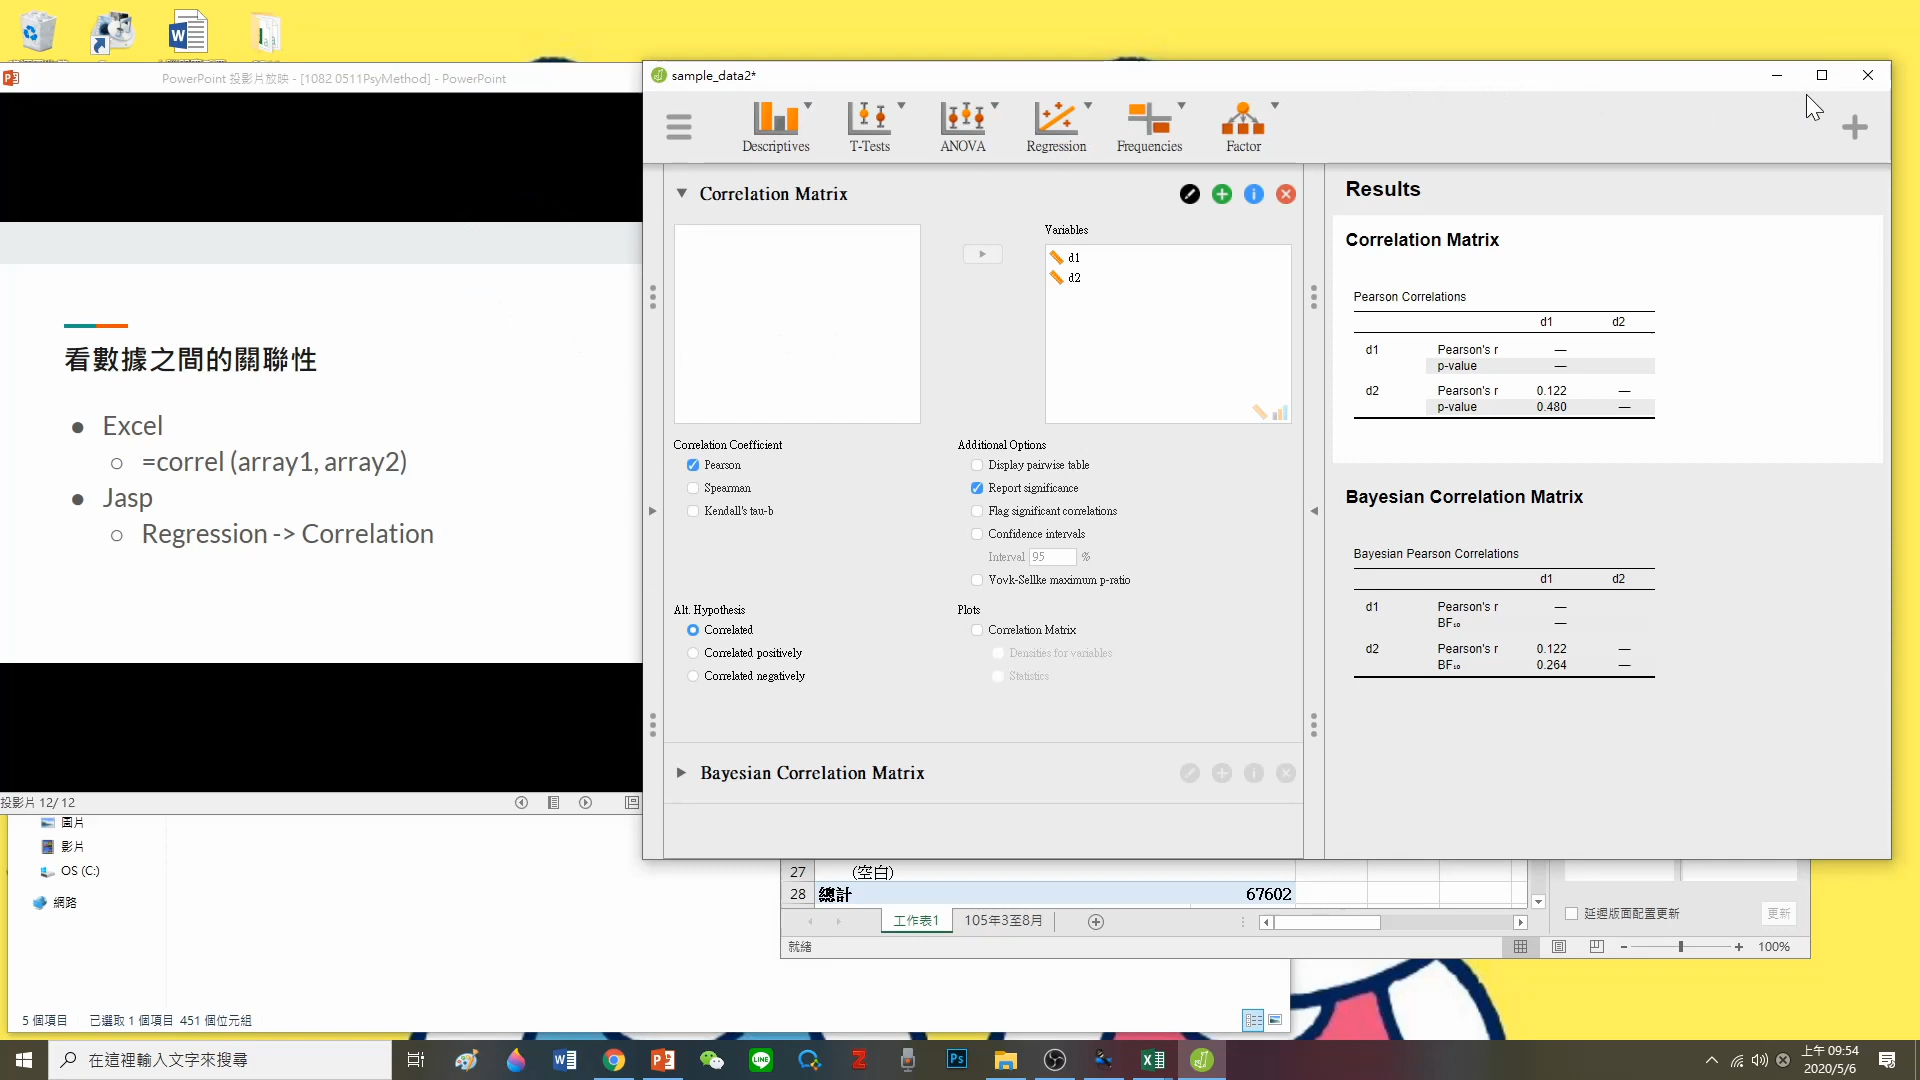 PowerPoint 投影片放映 - [1082 0511PsyMethod] - PowerPoint
看數據之間的關聯性
Excel
=correl (array1, array2)
Jasp
Regression -> Correlation
投影片 12/ 12
圖片
影片
OS (C:)
網路
5 個項目 已選取 1 個項目 451 個位元組
sample_data2*
Descriptives T-Tests ANOVA Regression Frequencies Factor
Correlation Matrix
Variables
d1
d2
Correlation Coefficient
Pearson
Spearman
Kendall's tau-b
Additional Options
Display pairwise table
Report significance
Flag significant correlations
Confidence intervals
Interval 95 %
Vovk-Sellke maximum p-ratio
Alt. Hypothesis
Correlated
Correlated positively
Correlated negatively
Plots
Correlation Matrix
Densities for variables
Statistics
Bayesian Correlation Matrix
Results
Correlation Matrix
Pearson Correlations
d1 d2
d1 Pearson's r —
p-value —
d2 Pearson's r 0.122 —
p-value 0.480 —
Bayesian Correlation Matrix
Bayesian Pearson Correlations
d1 d2
d1 Pearson's r —
BF₁₀ —
d2 Pearson's r 0.122 —
BF₁₀ 0.264 —
27 (空白)
28 總計 67602
工作表1 105年3至8月
延遲版面配置更新 更新
就緒
100%
在這裡輸入文字來搜尋
上午 09:54
2020/5/6